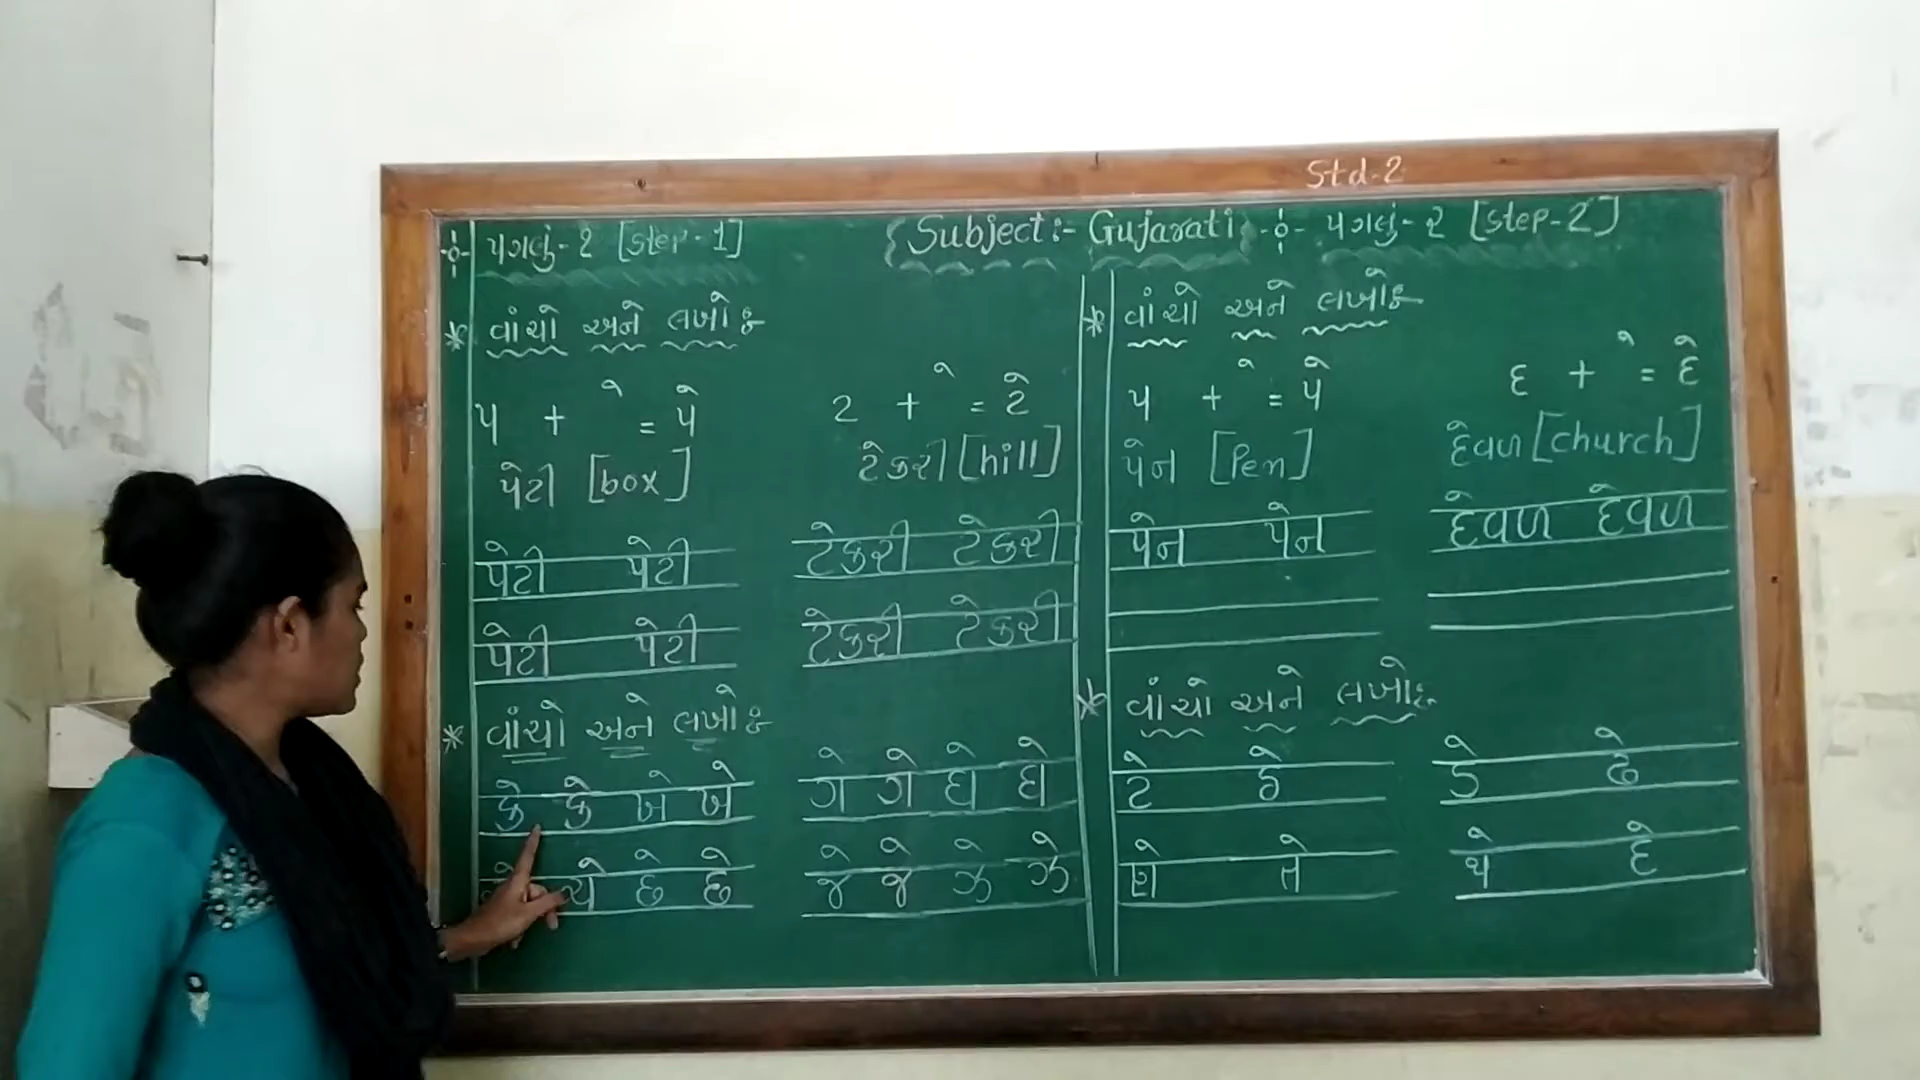 Std-2
પગલું-૧ [step-1]
{Subject:- Gujarati}
પગલું-૨ [step-2]
* વાંચો અને લખોઃ
પ + ે = પે
ટ + ે = ટે
પેટી [box]
ટેકરી [hill]
પેટી પેટી
ટેકરી ટેકરી
પેટી પેટી
ટેકરી ટેકરી
* વાંચો અને લખોઃ
કે કે ખે ખે
ગે ગે ઘે ઘે
ચે છે છે
જે જે ઝે ઝે
* વાંચો અને લખોઃ
પ + ે = પે
દ + ે = દે
પેન [Pen]
દેવળ [church]
પેન પેન
દેવળ દેવળ
* વાંચો અને લખોઃ
ટે ઠે
ડે ઢે
ણે તે
થે દે